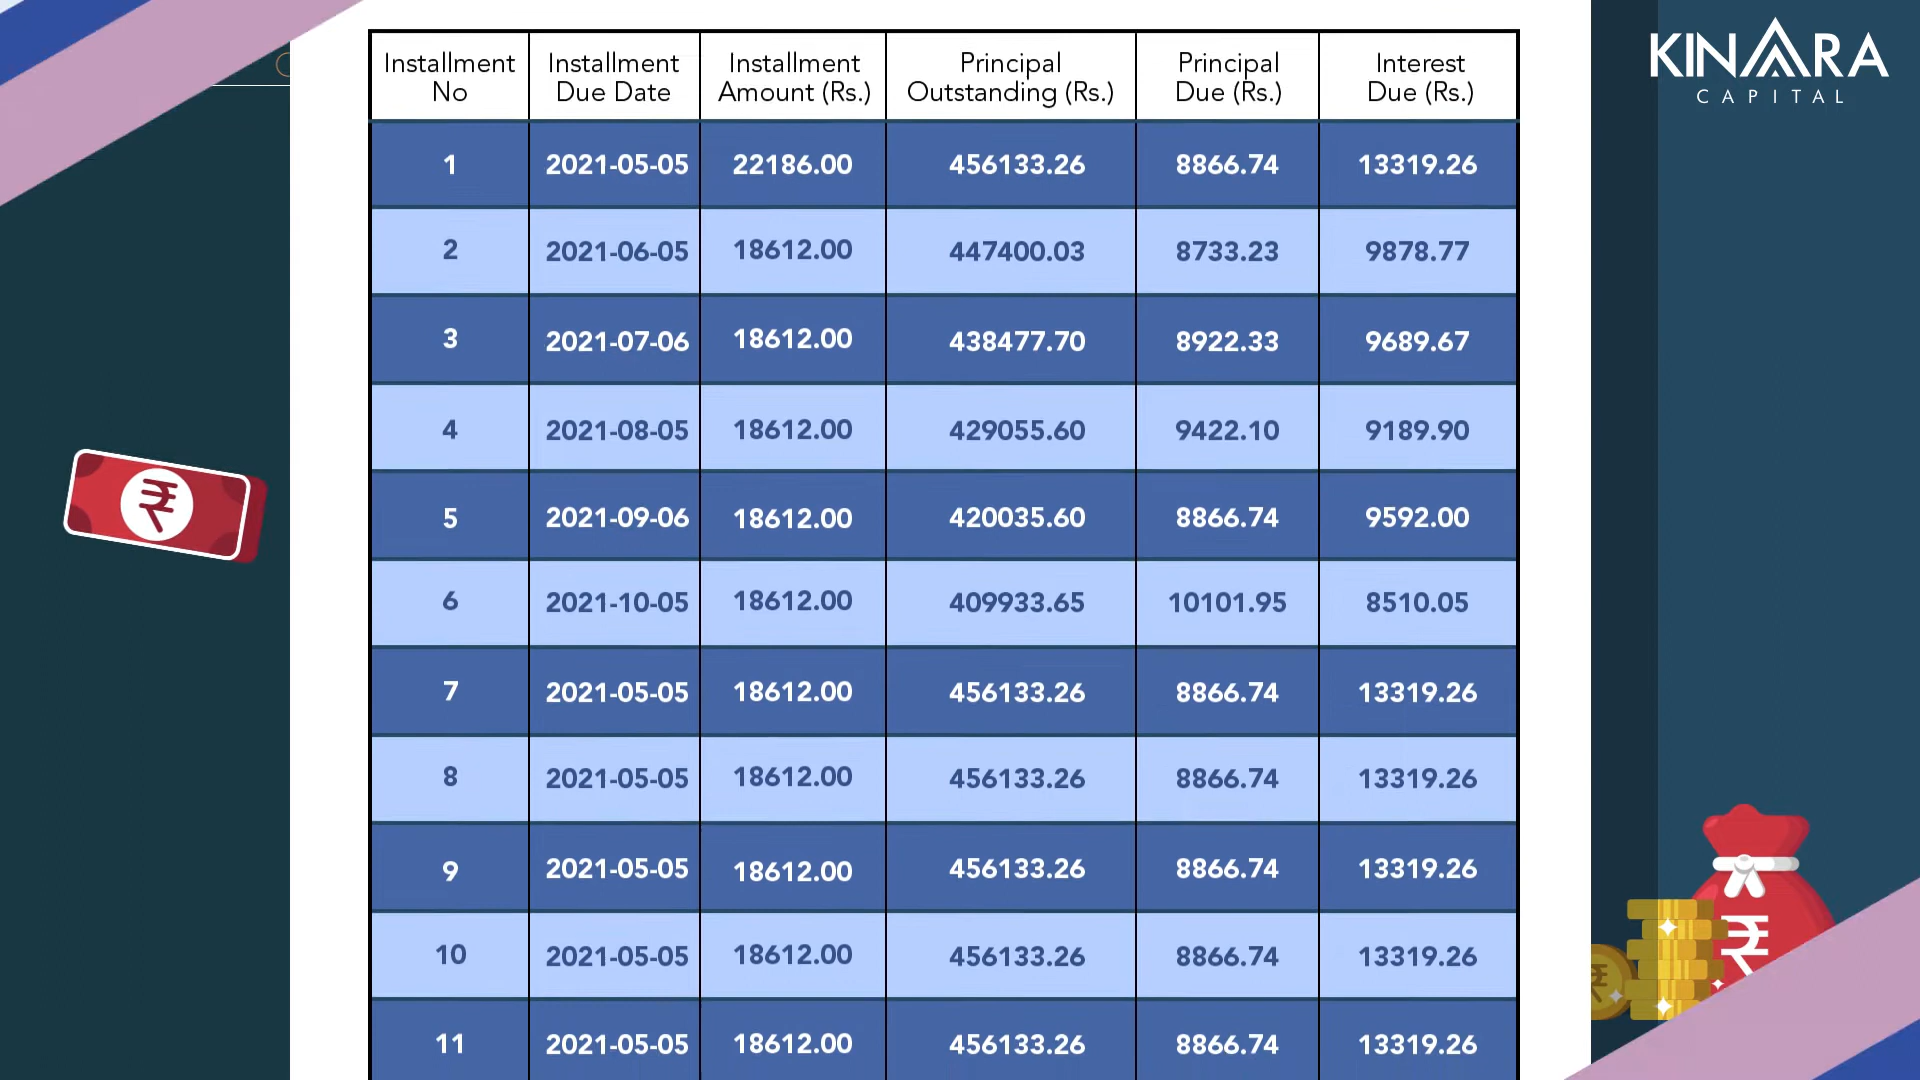 KINARA
CAPITAL
Installment No Installment Due Date Installment Amount (Rs.) Principal Outstanding (Rs.) Principal Due (Rs.) Interest Due (Rs.)
1 2021-05-05 22186.00 456133.26 8866.74 13319.26
2 2021-06-05 18612.00 447400.03 8733.23 9878.77
3 2021-07-06 18612.00 438477.70 8922.33 9689.67
4 2021-08-05 18612.00 429055.60 9422.10 9189.90
5 2021-09-06 18612.00 420035.60 8866.74 9592.00
6 2021-10-05 18612.00 409933.65 10101.95 8510.05
7 2021-05-05 18612.00 456133.26 8866.74 13319.26
8 2021-05-05 18612.00 456133.26 8866.74 13319.26
9 2021-05-05 18612.00 456133.26 8866.74 13319.26
10 2021-05-05 18612.00 456133.26 8866.74 13319.26
11 2021-05-05 18612.00 456133.26 8866.74 13319.26
₹
₹
₹